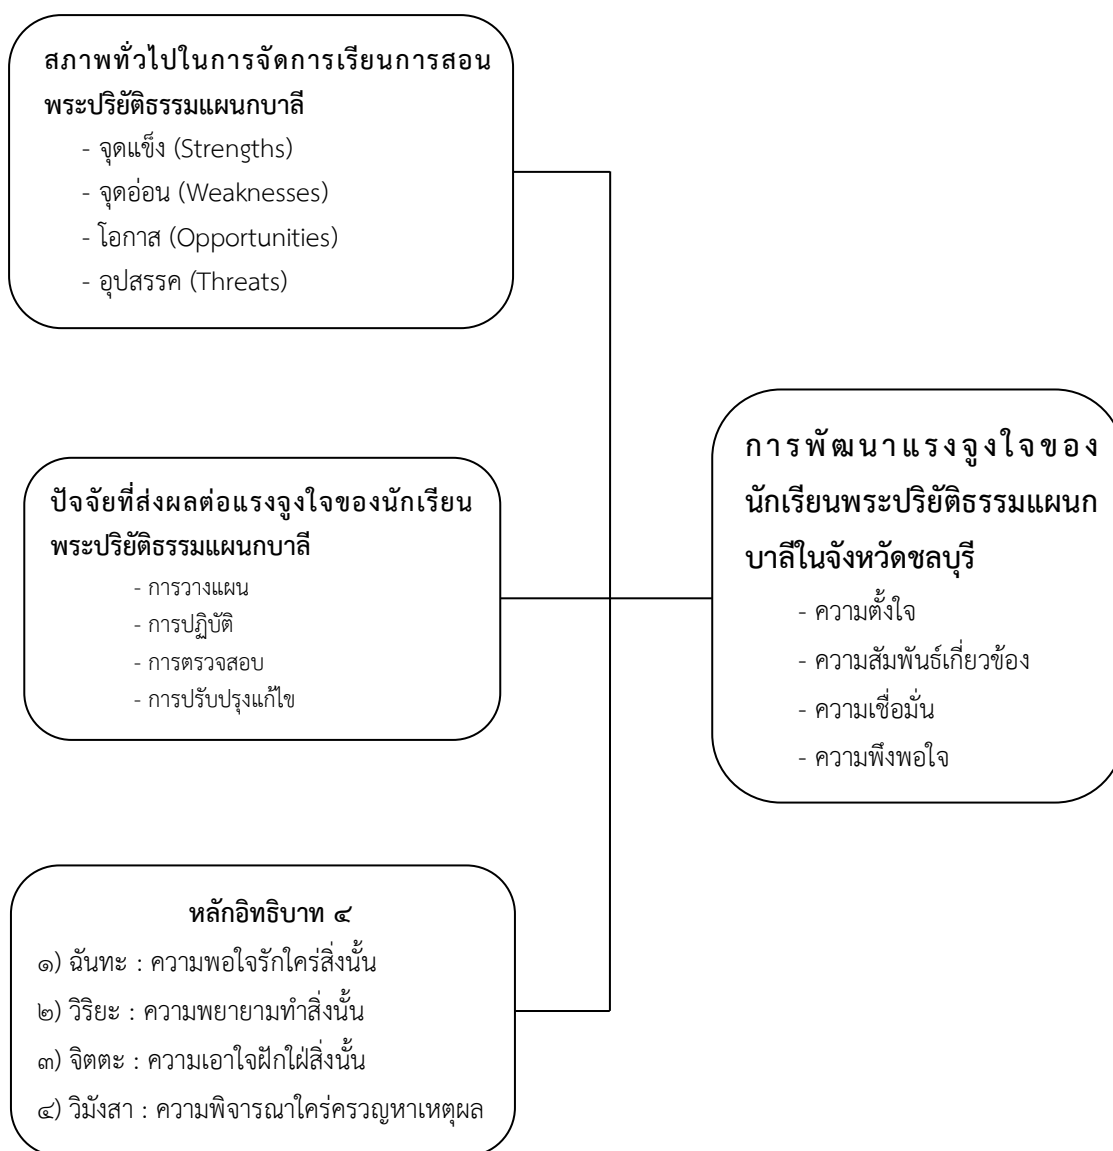 สภาพทั่วไปในการจัดการเรียนการสอน
พระปริยัติธรรมแผนกบาลี
- จุดแข็ง (Strengths)
- จุดอ่อน (Weaknesses)
- โอกาส (Opportunities)
- อุปสรรค (Threats)
ปัจจัยที่ส่งผลต่อแรงจูงใจของนักเรียน
พระปริยัติธรรมแผนกบาลี
- การวางแผน
- การปฏิบัติ
- การตรวจสอบ
- การปรับปรุงแก้ไข
หลักอิทธิบาท ๔
๑) ฉันทะ : ความพอใจรักใคร่สิ่งนั้น
๒) วิริยะ : ความพยายามทำสิ่งนั้น
๓) จิตตะ : ความเอาใจฝักใฝ่สิ่งนั้น
๔) วิมังสา : ความพิจารณาใคร่ครวญหาเหตุผล
การพัฒนาแรงจูงใจของ
นักเรียนพระปริยัติธรรมแผนก
บาลีในจังหวัดชลบุรี
- ความตั้งใจ
- ความสัมพันธ์เกี่ยวข้อง
- ความเชื่อมั่น
- ความพึงพอใจ